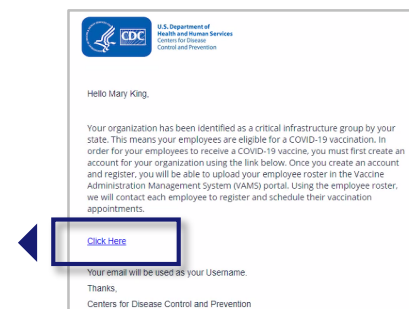 CDC
U.S. Department of
Health and Human Services
Centers for Disease
Control and Prevention
Hello Mary King,
Your organization has been identified as a critical infrastructure group by your
state. This means your employees are eligible for a COVID-19 vaccination. In
order for your employees to receive a COVID-19 vaccine, you must first create an
account for your organization using the link below. Once you create an account
and register, you will be able to upload your employee roster in the Vaccine
Administration Management System (VAMS) portal. Using the employee roster,
we will contact each employee to register and schedule their vaccination
appointments.
Click Here
Your email will be used as your Username.
Thanks,
Centers for Disease Control and Prevention